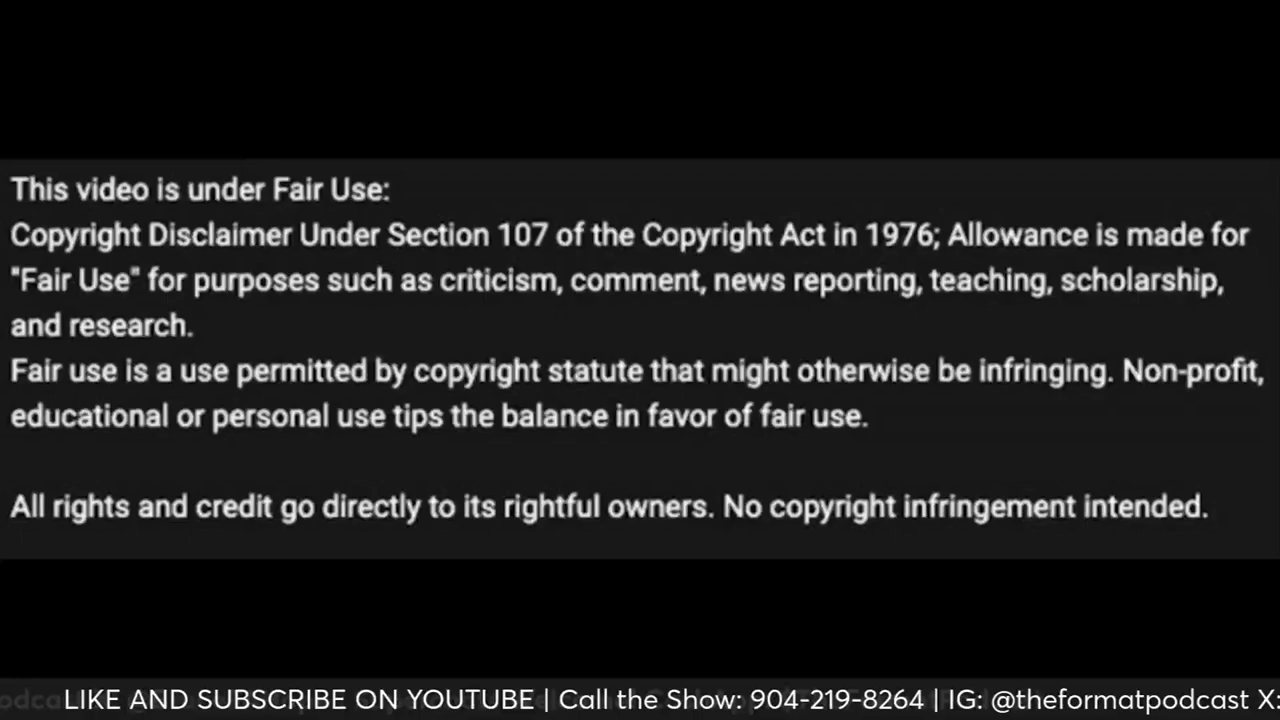 This video is under Fair Use:
Copyright Disclaimer Under Section 107 of the Copyright Act in 1976; Allowance is made for
"Fair Use" for purposes such as criticism, comment, news reporting, teaching, scholarship,
and research.
Fair use is a use permitted by copyright statute that might otherwise be infringing. Non-profit,
educational or personal use tips the balance in favor of fair use.
All rights and credit go directly to its rightful owners. No copyright infringement intended.
LIKE AND SUBSCRIBE ON YOUTUBE | Call the Show: 904-219-8264 | IG: @theformatpodcast X: